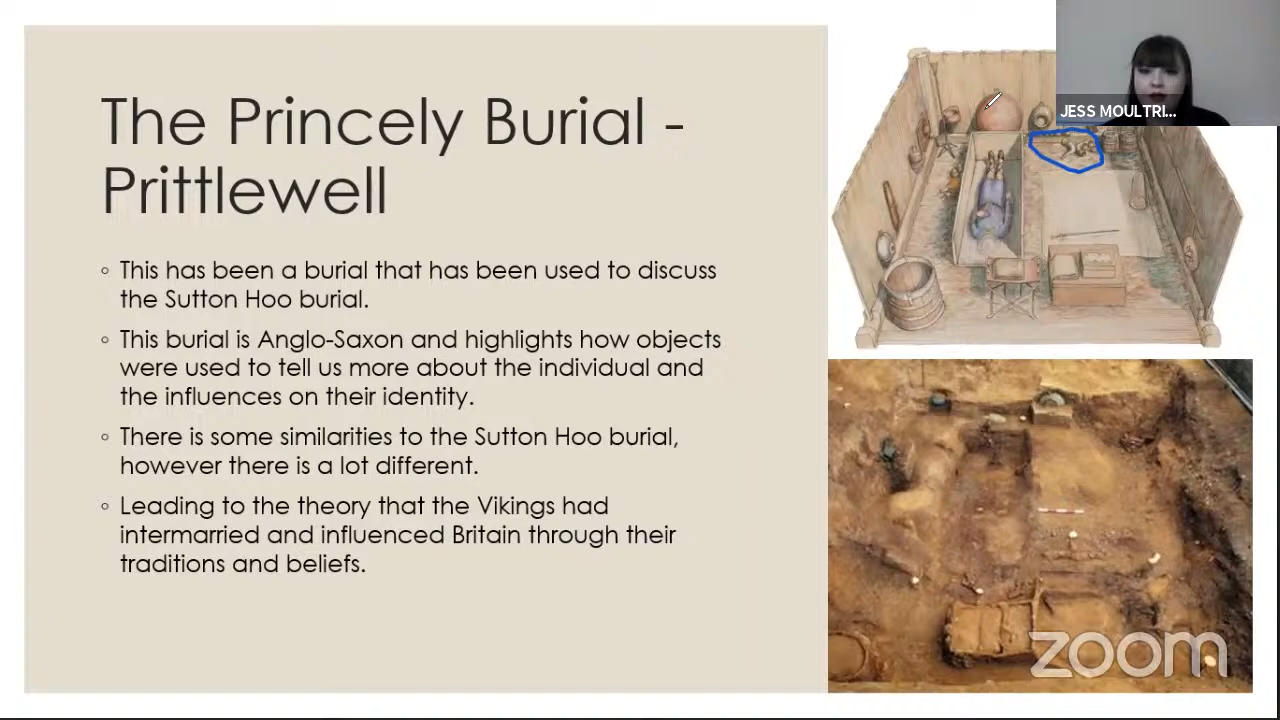 The Princely Burial -
Prittlewell
◦ This has been a burial that has been used to discuss
the Sutton Hoo burial.
◦ This burial is Anglo-Saxon and highlights how objects
were used to tell us more about the individual and
the influences on their identity.
◦ There is some similarities to the Sutton Hoo burial,
however there is a lot different.
◦ Leading to the theory that the Vikings had
intermarried and influenced Britain through their
traditions and beliefs.
JESS MOULTRI...
zoom